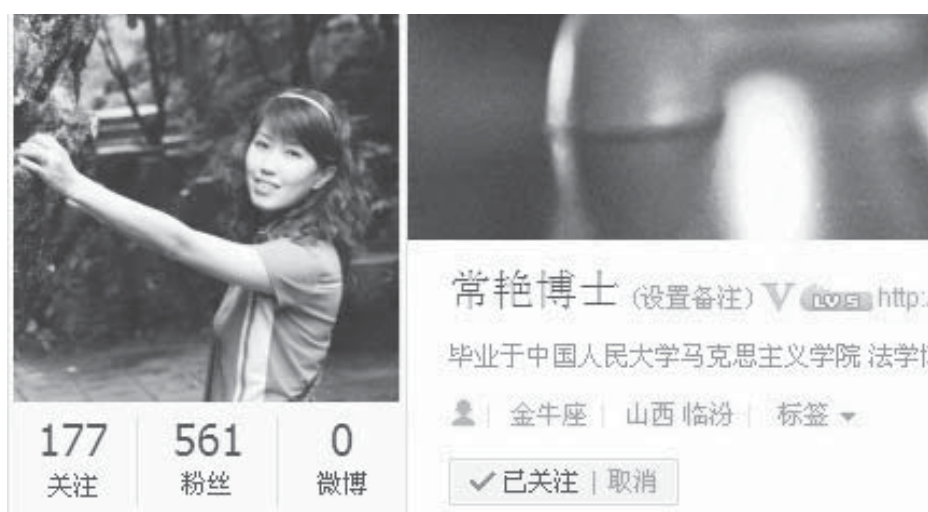 177 561 0
关注 粉丝 微博
常艳博士 (设置备注) V LV5 http:/
毕业于中国人民大学马克思主义学院 法学
金牛座 | 山西 临汾 | 标签
已关注 | 取消